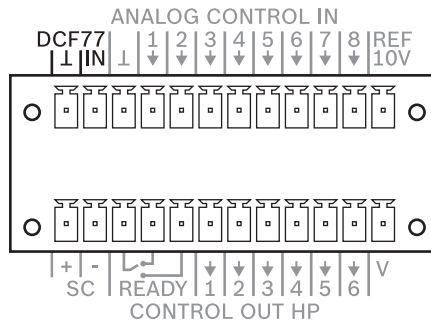 ANALOG CONTROL IN
DCF77 1 2 3 4 5 6 7 8 REF
⊥ IN ⊥ ↓ ↓ ↓ ↓ ↓ ↓ ↓ ↓ 10V
+ - ↓ ↓ ↓ ↓ ↓ ↓ V
SC READY 1 2 3 4 5 6
CONTROL OUT HP